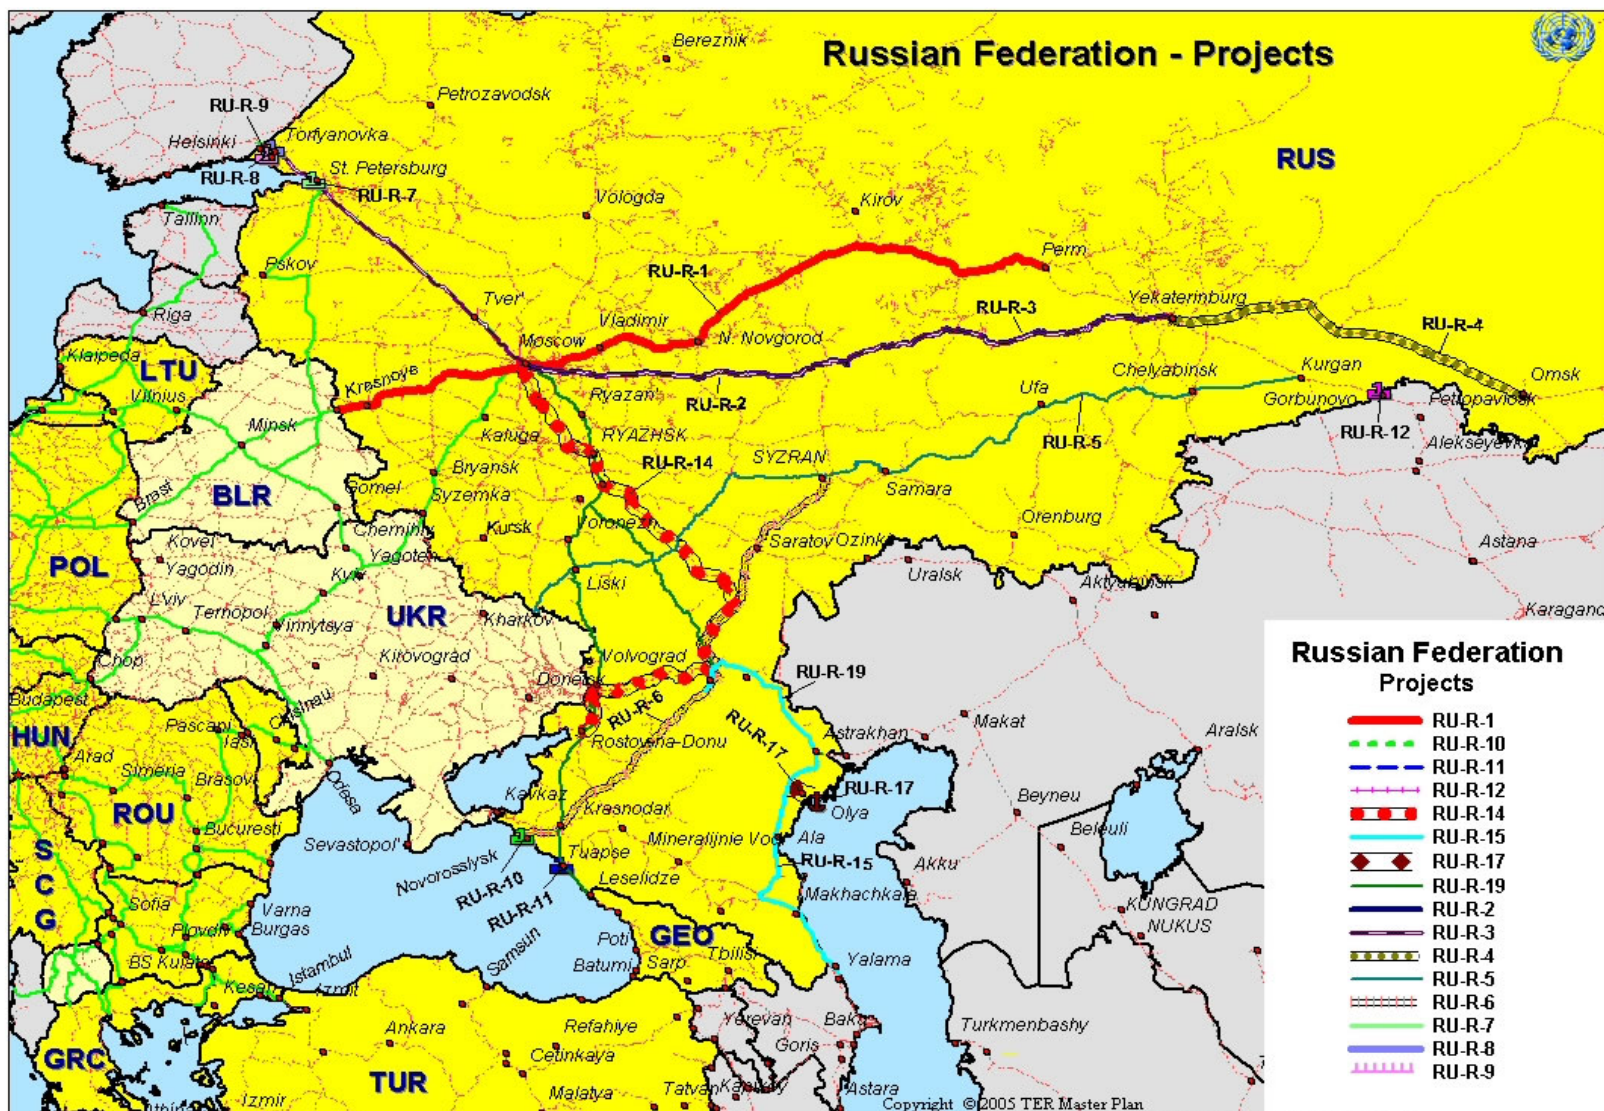 Russian Federation - Projects
Bereznik
Petrozavodsk
RU-R-9
Torfyanovka
Helsinki
RU-R-8
St. Petersburg
RU-R-7
RUS
Tallinn
Vologda
Kirov
Pskov
Perm
RU-R-1
Tver'
RU-R-3
Yekaterinburg
Riga
Vladimir
RU-R-4
Moscow
N. Novgorod
Klaipeda
LTU
Krasnoye
Chelyabinsk
Kurgan
Omsk
Vilnius
Ryazan'
RU-R-2
Ufa
Gorbunovo
Petropavlosk
Minsk
Kaluga
RYAZHSK
RU-R-5
RU-R-12
Alekseyevka
Bryansk
RU-R-14
SYZRAN
Samara
BLR
Gomel
Syzemka
Brest
Kursk
Voronezh
Orenburg
Chernihiv
Kovel
Yagoten
Saratov
Ozinki
Astana
POL
Yagodin
Kyiv
Liski
Uralsk
Aktyubinsk
L'viv
Ternopol
Vinnytsya
UKR
Kharkov
Karagand
Chop
Kirovograd
Volvograd
Budapest
Donetsk
RU-R-6
RU-R-19
Chisinau
Pascani
Iasi
HUN
Arad
RU-R-17
Makat
Rostov-na-Donu
Astrakhan
Aralsk
Simeria
Brasov
Odesa
RU-R-17
Kavkaz
Krasnodar
Olya
Beyneu
ROU
Bucuresti
Sevastopol'
Mineralijnie Vod
Ala
Beleuli
Novorosslysk
Tuapse
RU-R-10
RU-R-15
Akku
S
C
G
Leselidze
RU-R-11
Makhachkala
Sofia
Varna
KUNGRAD
Plovdiv
Burgas
GEO
NUKUS
Poti
Samsun
BS Kulata
Istambul
Batumi
Sarp
Tbilisi
Yalama
Kesan
Izmit
Ankara
Refahiye
Yerevan
Baku
Turkmenbashy
GRC
Cetinkaya
Goris
TUR
Izmir
Malatya
Tatvan
Astara
Copyright © 2005 TER Master Plan
Russian Federation
Projects
RU-R-1
RU-R-10
RU-R-11
RU-R-12
RU-R-14
RU-R-15
RU-R-17
RU-R-19
RU-R-2
RU-R-3
RU-R-4
RU-R-5
RU-R-6
RU-R-7
RU-R-8
RU-R-9